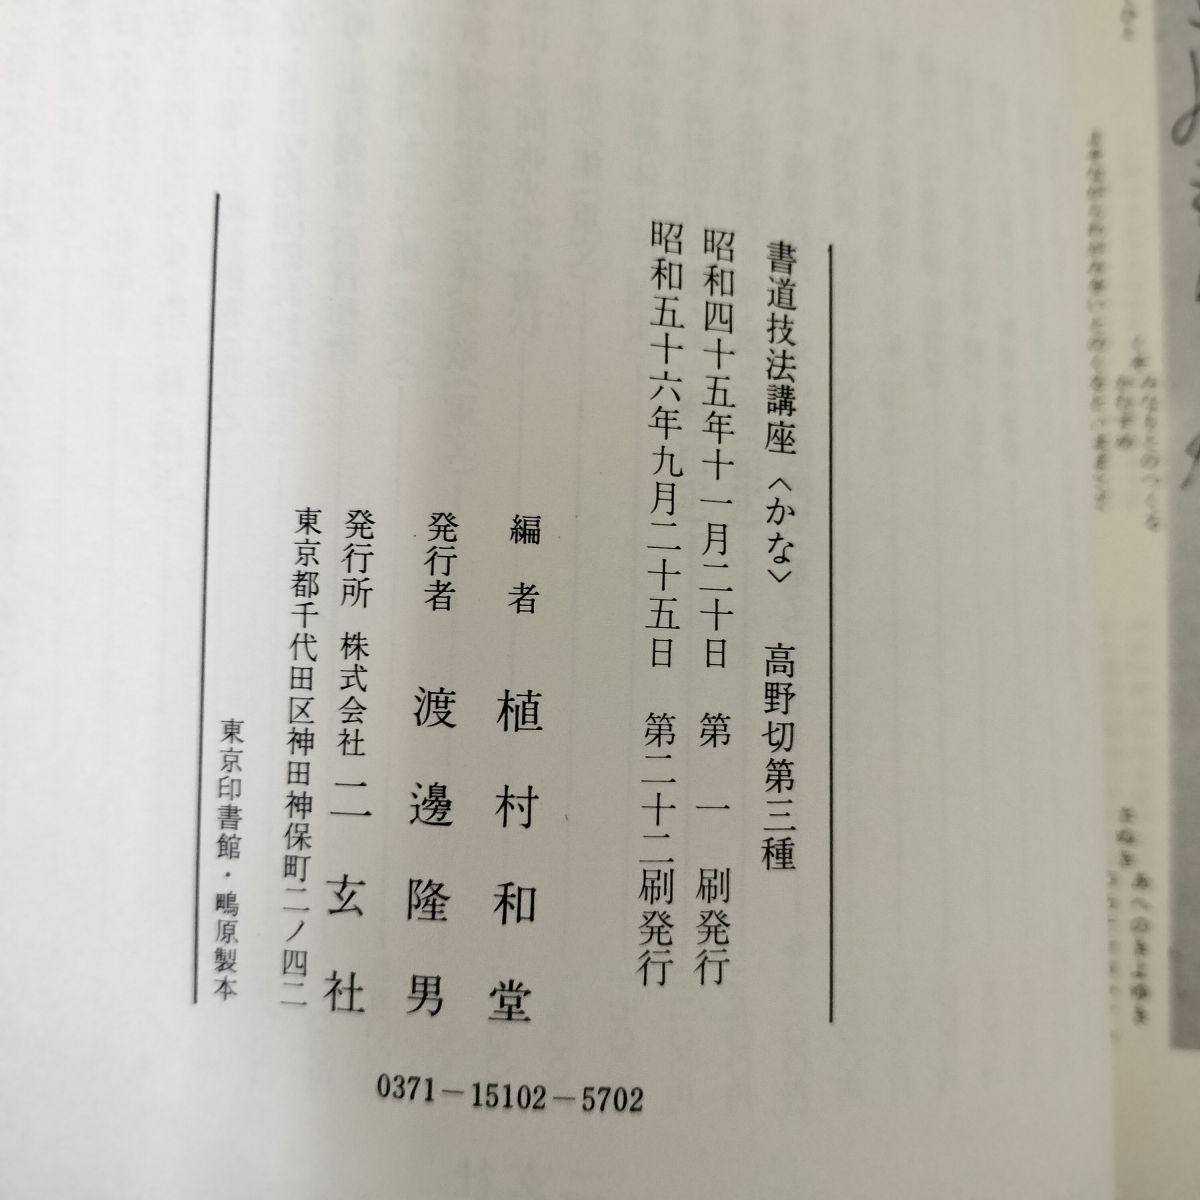 書道技法講座〈かな〉 高野切第三種
昭和四十五年十一月二十日 第一刷発行
昭和五十六年九月二十五日 第二十二刷発行
編者 植村和堂
発行者 渡邊隆男
発行所 株式会社 二玄社
東京都千代田区神田神保町二ノ四二
東京印書館・鴫原製本
0371-15102-5702